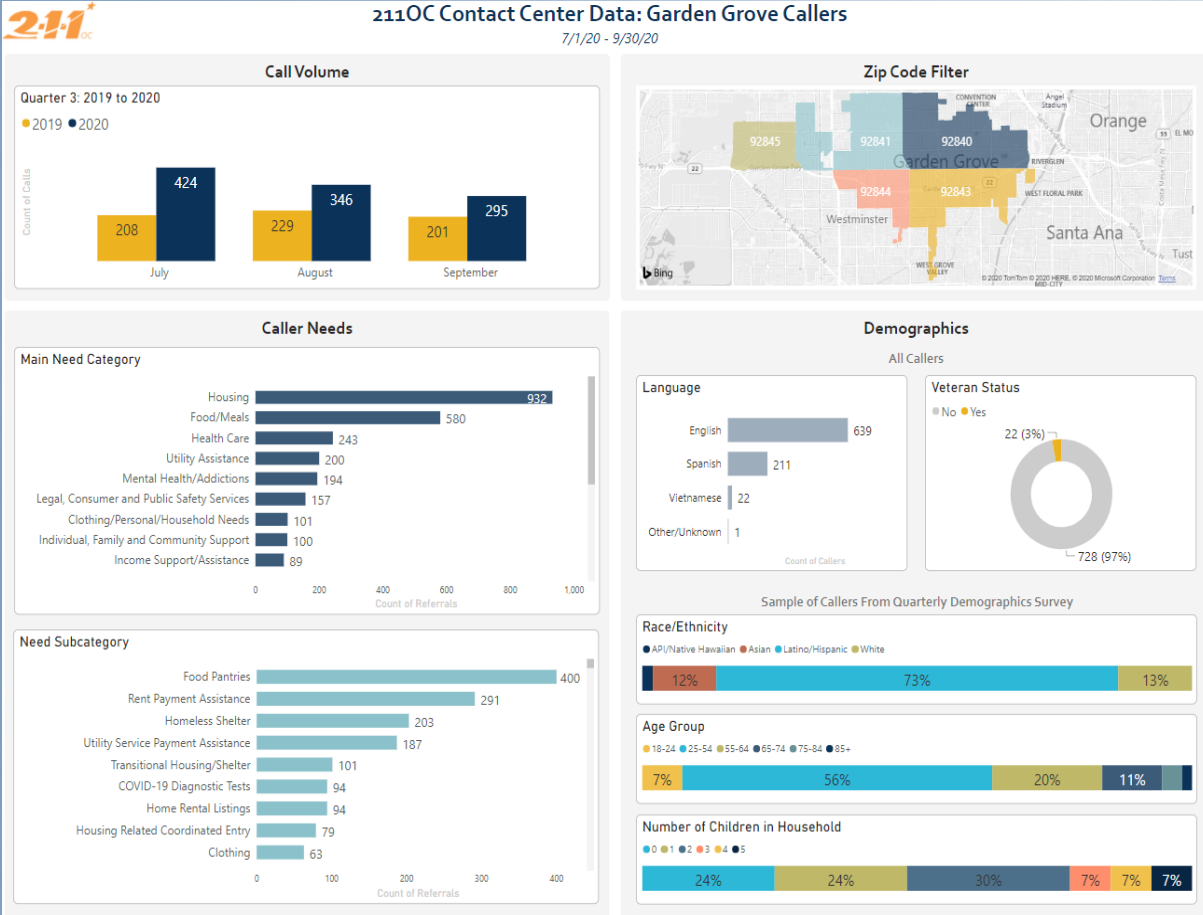 2·1·1 OC
211OC Contact Center Data: Garden Grove Callers
7/1/20 - 9/30/20
Call Volume
Quarter 3: 2019 to 2020
2019 2020
Count of Calls
208 424
229 346
201 295
July August September
Zip Code Filter
CONVENTION
CENTER
Angel
Stadium
Orange
55
EL MO
92845 92841 92840
Garden Grove
RIVERGLEN
22
92844 92843
22
WEST FLORAL PARK
Westminster
Santa Ana
WEST GROVE
VALLEY
Tust
Bing
© 2020 TomTom © 2020 HERE, © 2020 Microsoft Corporation Terms
MID-CITY
Caller Needs
Main Need Category
Housing 932
Food/Meals 580
Health Care 243
Utility Assistance 200
Mental Health/Addictions 194
Legal, Consumer and Public Safety Services 157
Clothing/Personal/Household Needs 101
Individual, Family and Community Support 100
Income Support/Assistance 89
0 200 400 600 800 1,000
Count of Referrals
Need Subcategory
Food Pantries 400
Rent Payment Assistance 291
Homeless Shelter 203
Utility Service Payment Assistance 187
Transitional Housing/Shelter 101
COVID-19 Diagnostic Tests 94
Home Rental Listings 94
Housing Related Coordinated Entry 79
Clothing 63
0 100 200 300 400
Count of Referrals
Demographics
All Callers
Language
English 639
Spanish 211
Vietnamese 22
Other/Unknown 1
Count of Callers
Veteran Status
No Yes
22 (3%)
728 (97%)
Sample of Callers From Quarterly Demographics Survey
Race/Ethnicity
API/Native Hawaiian Asian Latino/Hispanic White
12% 73% 13%
Age Group
18-24 25-54 55-64 65-74 75-84 85+
7% 56% 20% 11%
Number of Children in Household
0 1 2 3 4 5
24% 24% 30% 7% 7% 7%